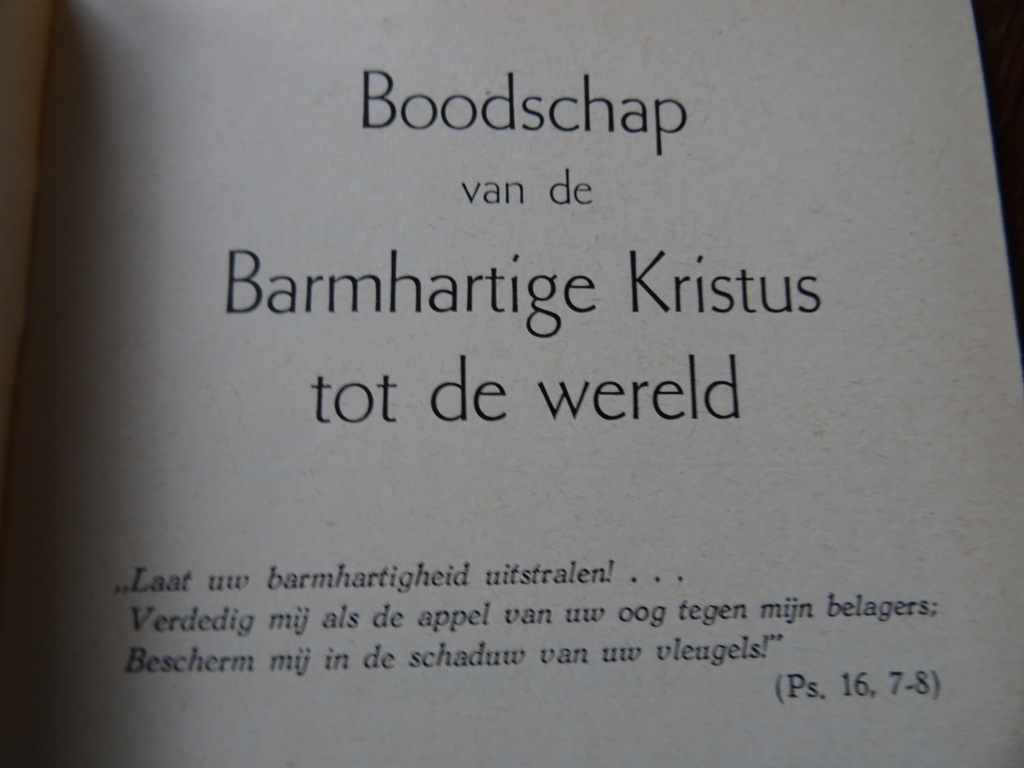 Boodschap
van de
Barmhartige Kristus
tot de wereld
„Laat uw barmhartigheid uitstralen! . . .
Verdedig mij als de appel van uw oog tegen mijn belagers;
Bescherm mij in de schaduw van uw vleugels!”
(Ps. 16, 7-8)